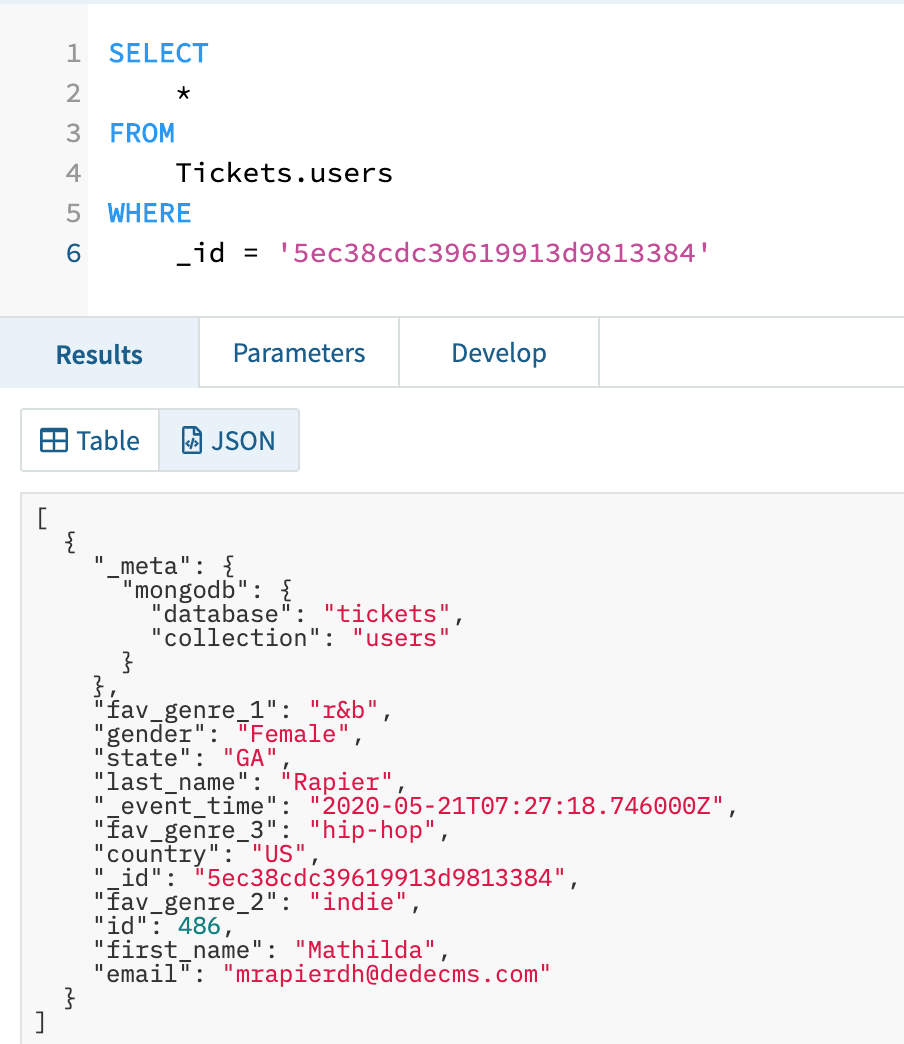 1 SELECT
2     *
3 FROM
4     Tickets.users
5 WHERE
6     _id = '5ec38cdc39619913d9813384'
Results Parameters Develop
Table JSON
[
  {
    "_meta": {
      "mongodb": {
        "database": "tickets",
        "collection": "users"
      }
    },
    "fav_genre_1": "r&b",
    "gender": "Female",
    "state": "GA",
    "last_name": "Rapier",
    "_event_time": "2020-05-21T07:27:18.746000Z",
    "fav_genre_3": "hip-hop",
    "country": "US",
    "_id": "5ec38cdc39619913d9813384",
    "fav_genre_2": "indie",
    "id": 486,
    "first_name": "Mathilda",
    "email": "mrapierdh@dedecms.com"
  }
]